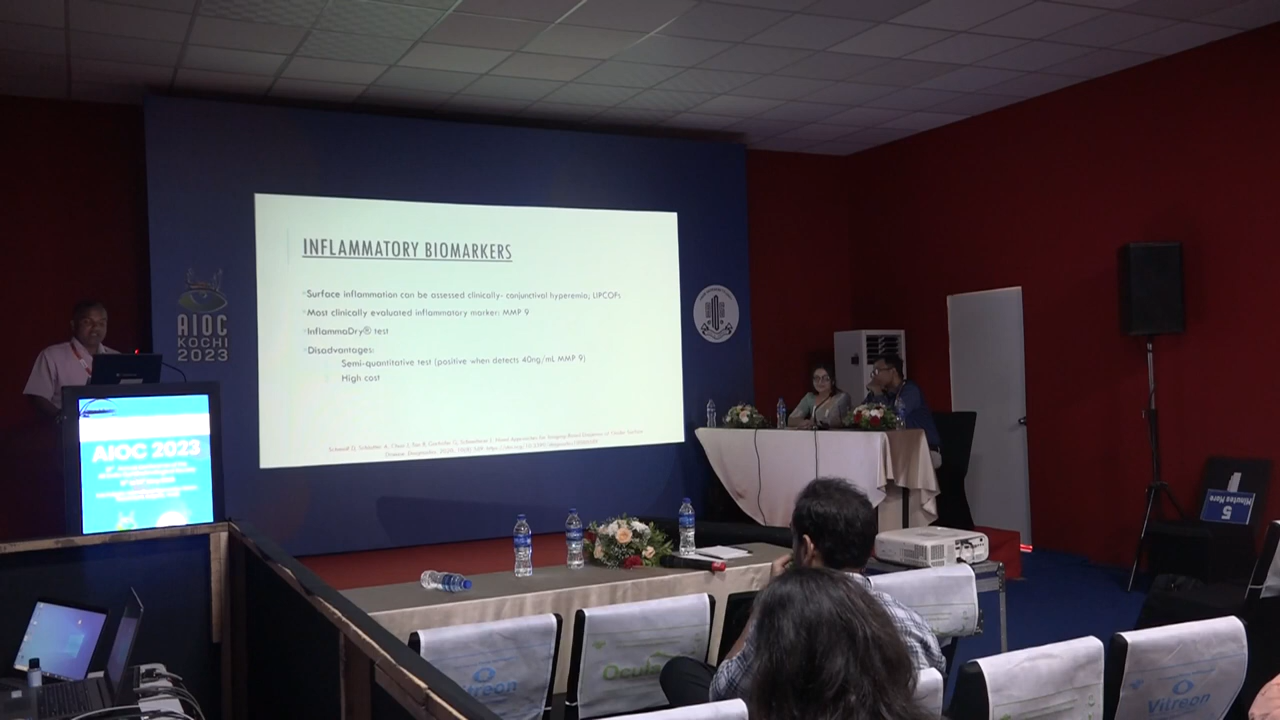 INFLAMMATORY BIOMARKERS
Surface inflammation can be assessed clinically- conjunctival hyperemia; LIPCOFs
Most clinically evaluated inflammatory marker: MMP 9
InflammaDry® test
Disadvantages:
Semi-quantitative test (positive when detects 40ng/mL MMP 9)
High cost
AIOC
KOCHI
2023
AIOC 2023
5
Minutes More
Vitreon
Ocula
Vitreon